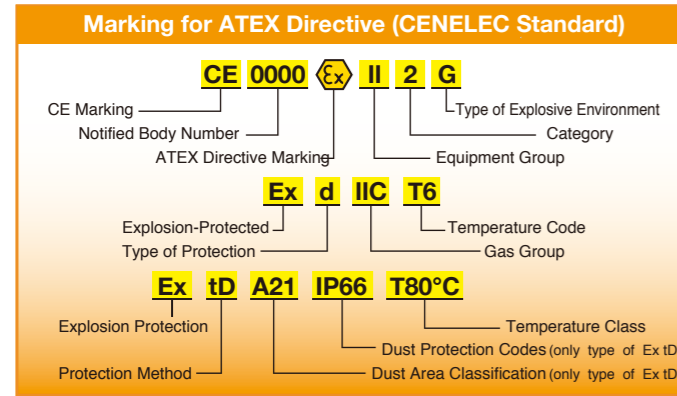 Marking for ATEX Directive (CENELEC Standard)
CE 0000 Ex II 2 G
CE Marking
Type of Explosive Environment
Notified Body Number
Category
ATEX Directive Marking
Equipment Group
Ex d IIC T6
Explosion-Protected
Temperature Code
Type of Protection
Gas Group
Ex tD A21 IP66 T80°C
Explosion Protection
Temperature Class
Dust Protection Codes (only type of Ex tD
Protection Method
Dust Area Classification (only type of Ex tD